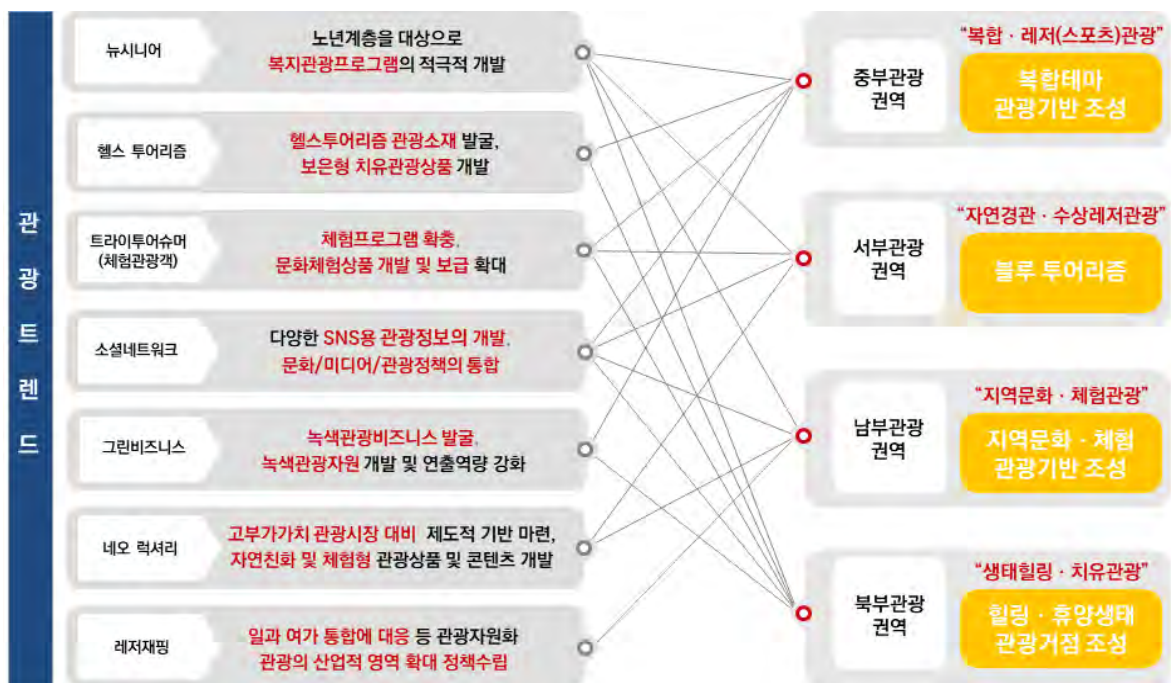 관광트렌드
뉴시니어
노년계층을 대상으로
복지관광프로그램의 적극적 개발
헬스 투어리즘
헬스투어리즘 관광소재 발굴,
보은형 치유관광상품 개발
트라이투어슈머
(체험관광객)
체험프로그램 확충,
문화체험상품 개발 및 보급 확대
소셜네트워크
다양한 SNS용 관광정보의 개발,
문화/미디어/관광정책의 통합
그린비즈니스
녹색관광비즈니스 발굴,
녹색관광자원 개발 및 연출역량 강화
네오 럭셔리
고부가가치 관광시장 대비 제도적 기반 마련,
자연친화 및 체험형 관광상품 및 콘텐츠 개발
레저재핑
일과 여가 통합에 대응 등 관광자원화
관광의 산업적 영역 확대 정책수립
중부관광
권역
“복합 · 레저(스포츠)관광”
복합테마
관광기반 조성
서부관광
권역
“자연경관 · 수상레저관광”
블루 투어리즘
남부관광
권역
“지역문화 · 체험관광”
지역문화 · 체험
관광기반 조성
북부관광
권역
“생태힐링 · 치유관광”
힐링 · 휴양생태
관광거점 조성